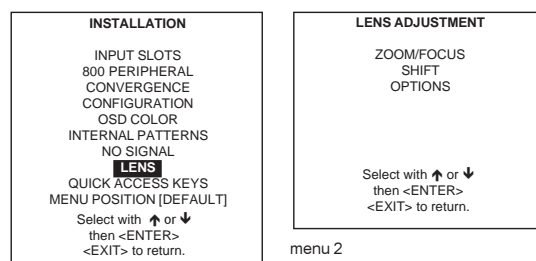 INSTALLATION
INPUT SLOTS
800 PERIPHERAL
CONVERGENCE
CONFIGURATION
OSD COLOR
INTERNAL PATTERNS
NO SIGNAL
LENS
QUICK ACCESS KEYS
MENU POSITION [DEFAULT]
Select with ↑ or ↓
then <ENTER>
<EXIT> to return.
LENS ADJUSTMENT
ZOOM/FOCUS
SHIFT
OPTIONS
Select with ↑ or ↓
then <ENTER>
<EXIT> to return.
menu 2